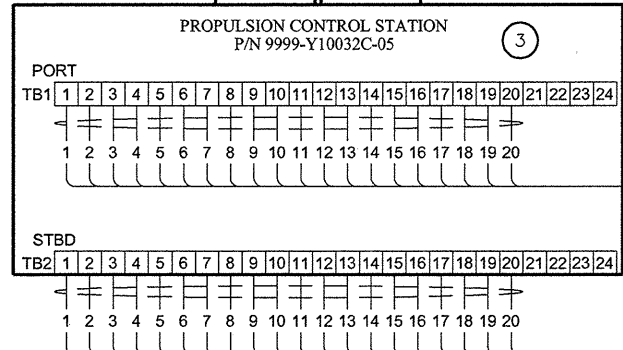 PROPULSION CONTROL STATION
P/N 9999-Y10032C-05
3
PORT
TB1 1 2 3 4 5 6 7 8 9 10 11 12 13 14 15 16 17 18 19 20 21 22 23 24
1 2 3 4 5 6 7 8 9 10 11 12 13 14 15 16 17 18 19 20
STBD
TB2 1 2 3 4 5 6 7 8 9 10 11 12 13 14 15 16 17 18 19 20 21 22 23 24
1 2 3 4 5 6 7 8 9 10 11 12 13 14 15 16 17 18 19 20